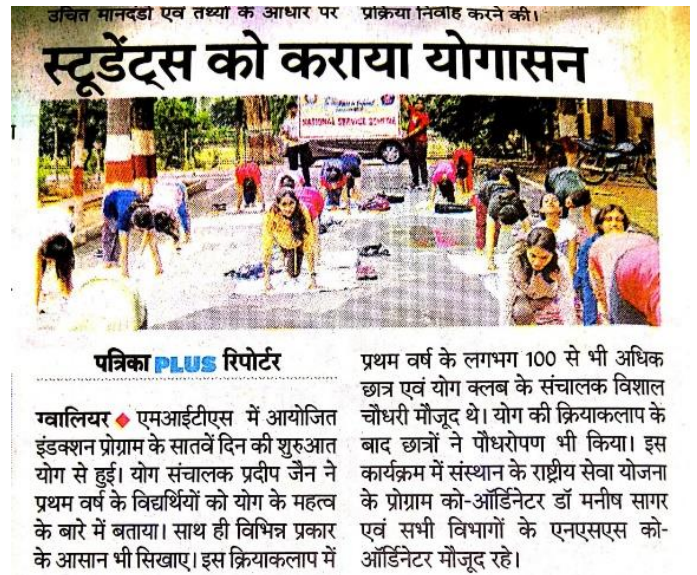 उचित मानदंडो एवं तथ्यों के आधार पर
प्रक्रिया निर्वाह करने की।
स्टूडेंट्स को कराया योगासन
NATIONAL SERVICE SCHEME
पत्रिका PLUS रिपोर्टर
ग्वालियर ◆ एमआईटीएस में आयोजित
इंडक्शन प्रोग्राम के सातवें दिन की शुरुआत
योग से हुई। योग संचालक प्रदीप जैन ने
प्रथम वर्ष के विद्यर्थियों को योग के महत्व
के बारे में बताया। साथ ही विभिन्न प्रकार
के आसान भी सिखाए। इस क्रियाकलाप में
प्रथम वर्ष के लगभग 100 से भी अधिक
छात्र एवं योग क्लब के संचालक विशाल
चौधरी मौजूद थे। योग की क्रियाकलाप के
बाद छात्रों ने पौधरोपण भी किया। इस
कार्यक्रम में संस्थान के राष्ट्रीय सेवा योजना
के प्रोग्राम को-ऑर्डिनेटर डॉ मनीष सागर
एवं सभी विभागों के एनएसएस को-
ऑर्डिनेटर मौजूद रहे।